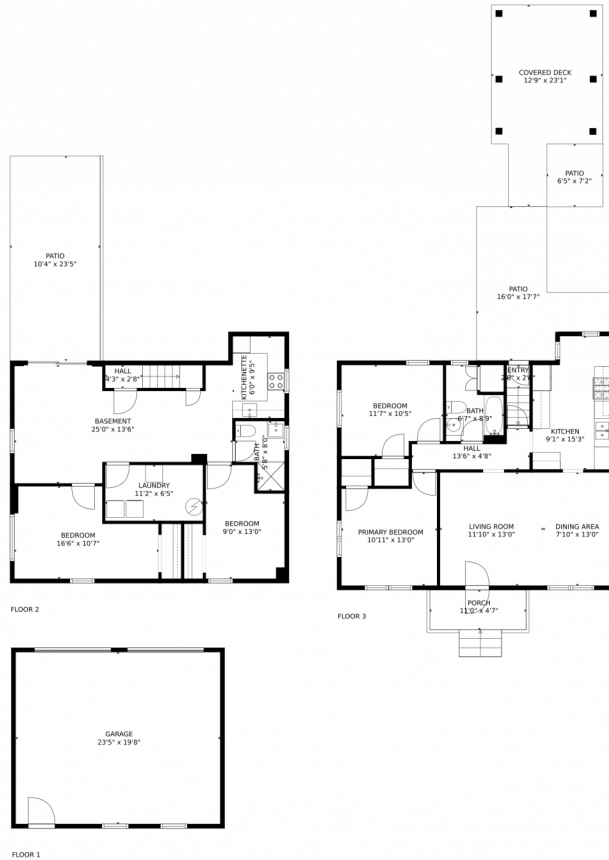 COVERED DECK
12'9" x 23'1"
PATIO
6'5" x 7'2"
PATIO
10'4" x 23'5"
PATIO
16'0" x 17'7"
HALL
4'3" x 2'8"
KITCHENETTE
6'0" x 9'5"
ENTRY
BEDROOM
11'7" x 10'5"
BATH
6'7" x 8'9"
BASEMENT
25'0" x 13'6"
KITCHEN
9'1" x 15'3"
HALL
13'6" x 4'8"
BATH
5'8" x 8'0"
LAUNDRY
11'2" x 6'5"
BEDROOM
16'6" x 10'7"
BEDROOM
9'0" x 13'0"
PRIMARY BEDROOM
10'11" x 13'0"
LIVING ROOM
11'10" x 13'0"
DINING AREA
7'10" x 13'0"
PORCH
11'0" x 4'7"
FLOOR 2
FLOOR 3
GARAGE
23'5" x 19'8"
FLOOR 1